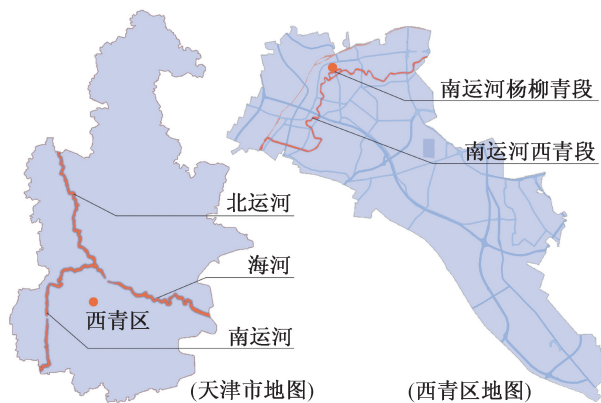 北运河
海河
西青区
南运河
(天津市地图)
南运河杨柳青段
南运河西青段
(西青区地图)